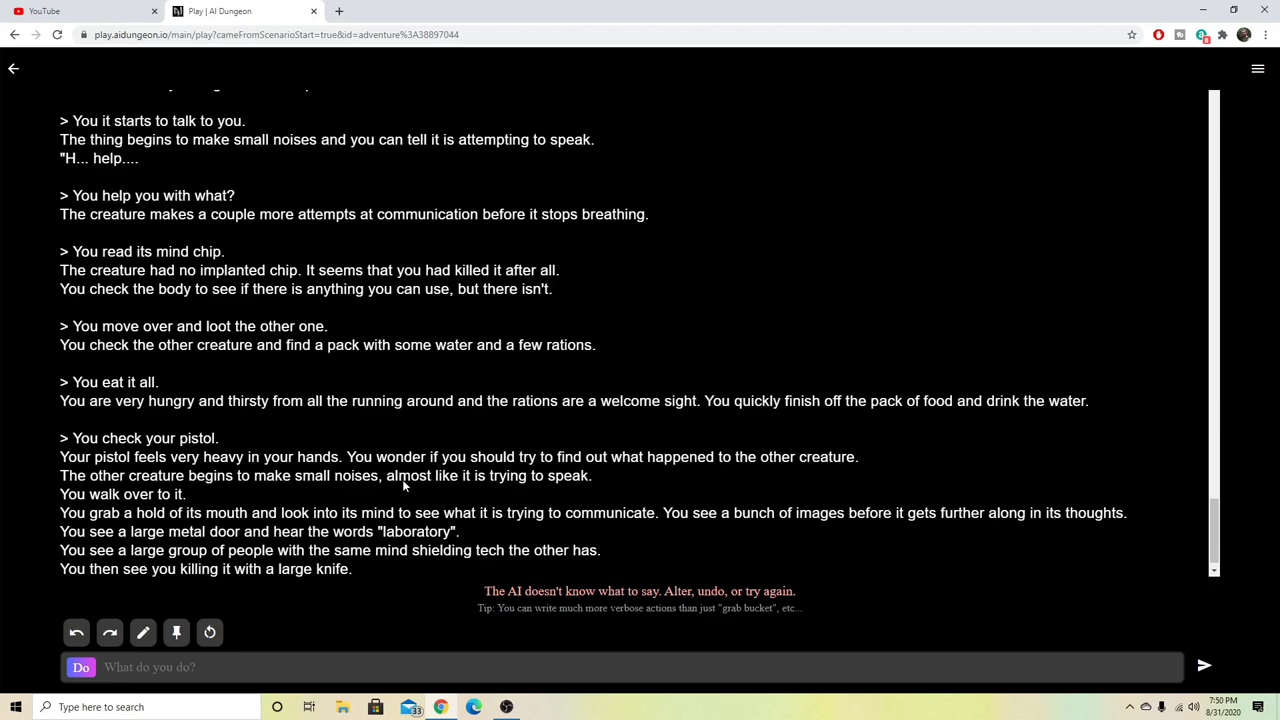 YouTube
Play | AI Dungeon
play.aidungeon.io/main/play?cameFromScenarioStart=true&id=adventure%3A38897044
> You it starts to talk to you.
The thing begins to make small noises and you can tell it is attempting to speak.
"H... help....
> You help you with what?
The creature makes a couple more attempts at communication before it stops breathing.
> You read its mind chip.
The creature had no implanted chip. It seems that you had killed it after all.
You check the body to see if there is anything you can use, but there isn't.
> You move over and loot the other one.
You check the other creature and find a pack with some water and a few rations.
> You eat it all.
You are very hungry and thirsty from all the running around and the rations are a welcome sight. You quickly finish off the pack of food and drink the water.
> You check your pistol.
Your pistol feels very heavy in your hands. You wonder if you should try to find out what happened to the other creature.
The other creature begins to make small noises, almost like it is trying to speak.
You walk over to it.
You grab a hold of its mouth and look into its mind to see what it is trying to communicate. You see a bunch of images before it gets further along in its thoughts.
You see a large metal door and hear the words "laboratory".
You see a large group of people with the same mind shielding tech the other has.
You then see you killing it with a large knife.
The AI doesn't know what to say. Alter, undo, or try again.
Tip: You can write much more verbose actions than just "grab bucket", etc...
Do What do you do?
Type here to search
33
7:50 PM
8/31/2020